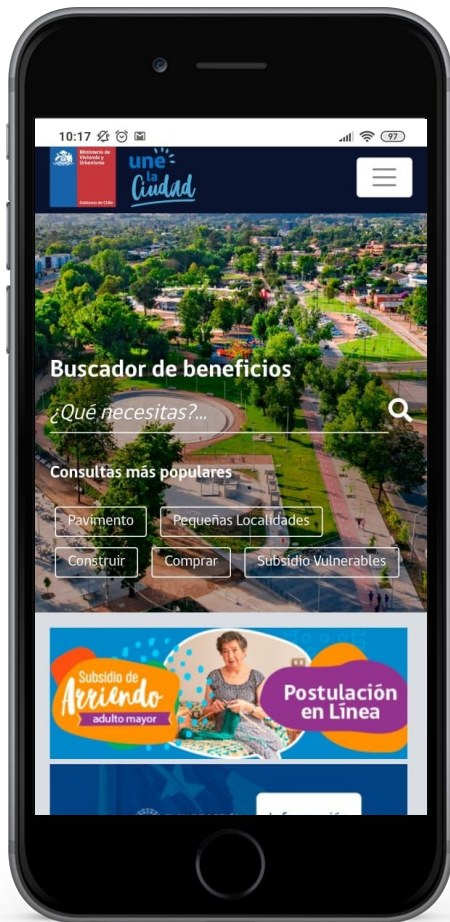 10:17
97
Ministerio de
Vivienda y
Urbanismo
Gobierno de Chile
une
la
Ciudad
Buscador de beneficios
¿Qué necesitas?...
Consultas más populares
Pavimento
Pequeñas Localidades
Construir
Comprar
Subsidio Vulnerables
Subsidio de
Arriendo
adulto mayor
Postulación
en Línea